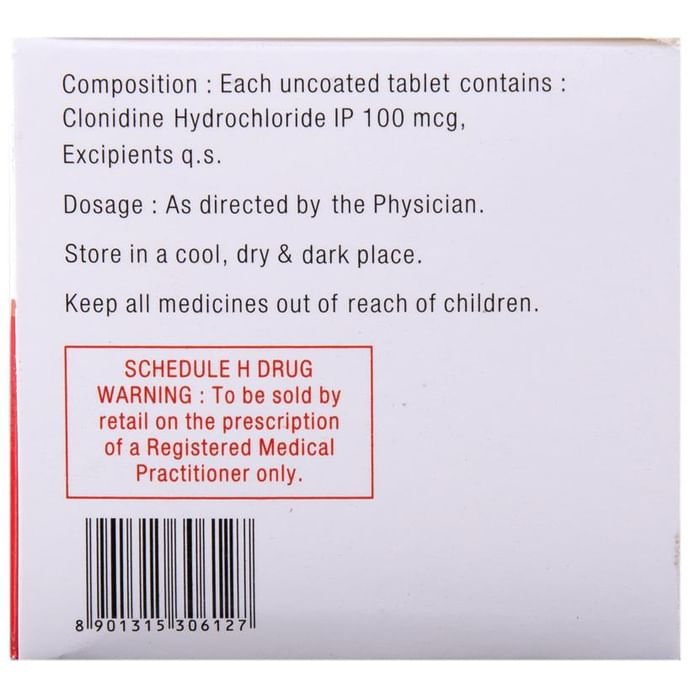 Composition : Each uncoated tablet contains :
Clonidine Hydrochloride IP 100 mcg,
Excipients q.s.
Dosage : As directed by the Physician.
Store in a cool, dry & dark place.
Keep all medicines out of reach of children.
SCHEDULE H DRUG
WARNING : To be sold by
retail on the prescription
of a Registered Medical
Practitioner only.
8 901315 306127